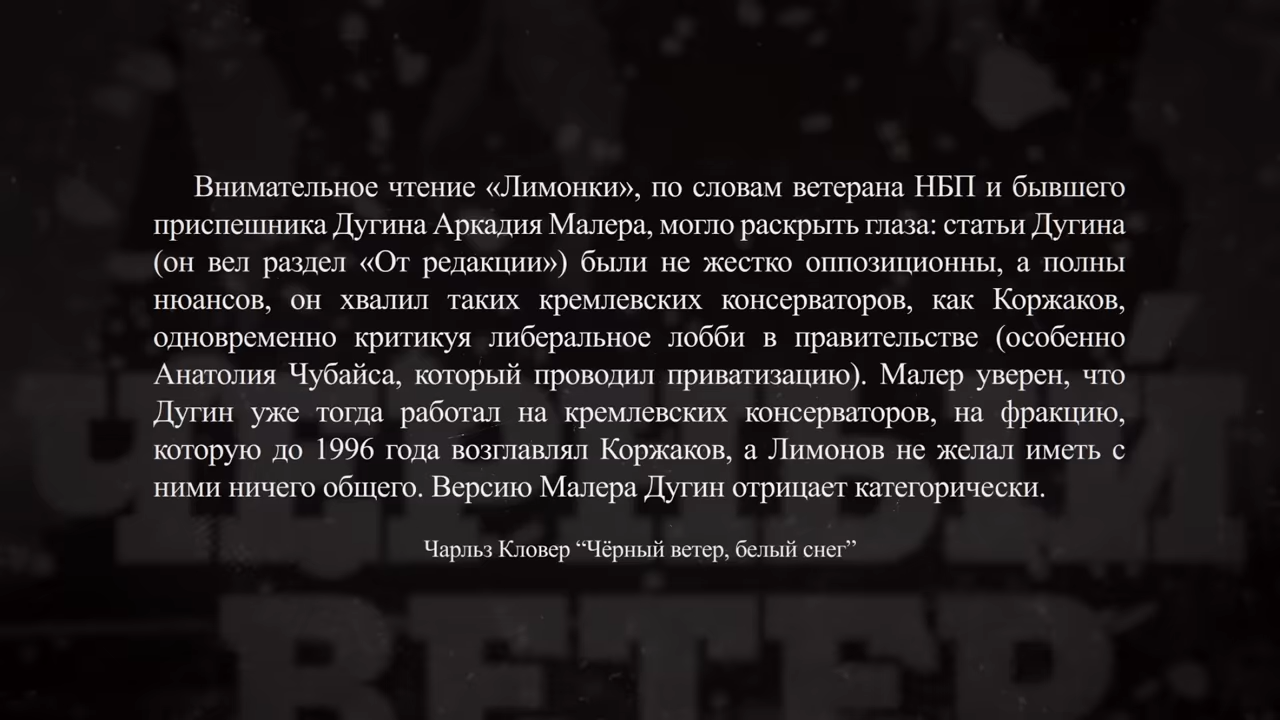 Внимательное чтение «Лимонки», по словам ветерана НБП и бывшего
приспешника Дугина Аркадия Малера, могло раскрыть глаза: статьи Дугина
(он вел раздел «От редакции») были не жестко оппозиционны, а полны
нюансов, он хвалил таких кремлевских консерваторов, как Коржаков,
одновременно критикуя либеральное лобби в правительстве (особенно
Анатолия Чубайса, который проводил приватизацию). Малер уверен, что
Дугин уже тогда работал на кремлевских консерваторов, на фракцию,
которую до 1996 года возглавлял Коржаков, а Лимонов не желал иметь с
ними ничего общего. Версию Малера Дугин отрицает категорически.
Чарльз Кловер “Чёрный ветер, белый снег”
ЧЕРНЫЙ
ВЕТЕР